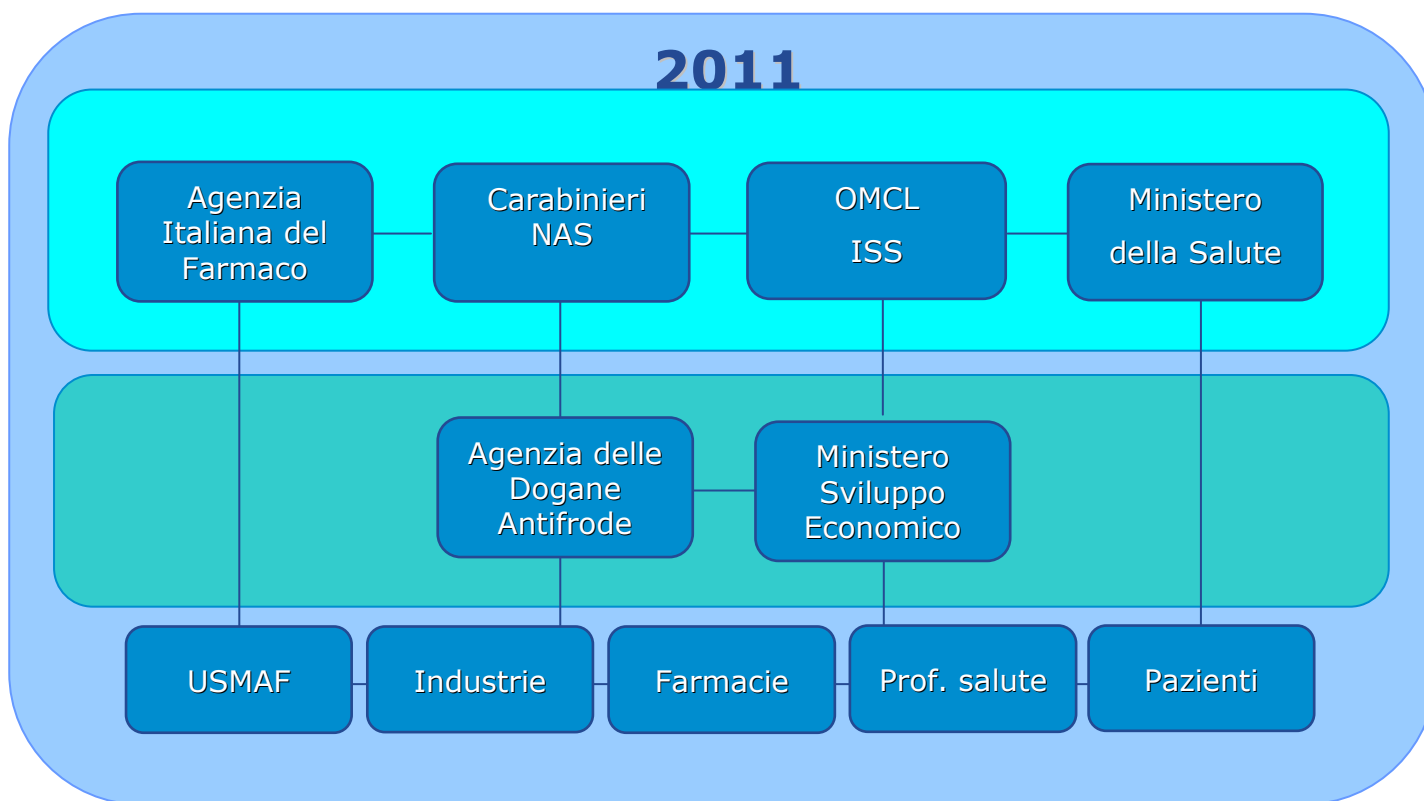 2011
Agenzia
Italiana del
Farmaco
Carabinieri
NAS
OMCL
ISS
Ministero
della Salute
Agenzia delle
Dogane
Antifrode
Ministero
Sviluppo
Economico
USMAF
Industrie
Farmacie
Prof. salute
Pazienti